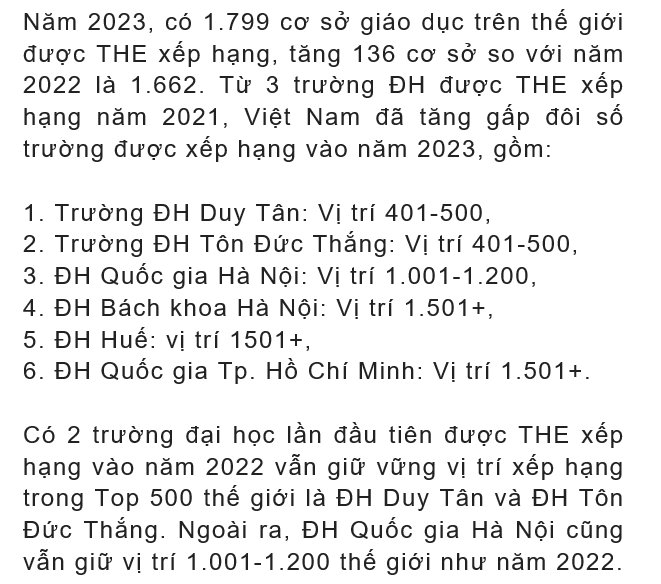 Năm 2023, có 1.799 cơ sở giáo dục trên thế giới
được THE xếp hạng, tăng 136 cơ sở so với năm
2022 là 1.662. Từ 3 trường ĐH được THE xếp
hạng năm 2021, Việt Nam đã tăng gấp đôi số
trường được xếp hạng vào năm 2023, gồm:
1. Trường ĐH Duy Tân: Vị trí 401-500,
2. Trường ĐH Tôn Đức Thắng: Vị trí 401-500,
3. ĐH Quốc gia Hà Nội: Vị trí 1.001-1.200,
4. ĐH Bách khoa Hà Nội: Vị trí 1.501+,
5. ĐH Huế: vị trí 1501+,
6. ĐH Quốc gia Tp. Hồ Chí Minh: Vị trí 1.501+.
Có 2 trường đại học lần đầu tiên được THE xếp
hạng vào năm 2022 vẫn giữ vững vị trí xếp hạng
trong Top 500 thế giới là ĐH Duy Tân và ĐH Tôn
Đức Thắng. Ngoài ra, ĐH Quốc gia Hà Nội cũng
vẫn giữ vị trí 1.001-1.200 thế giới như năm 2022.